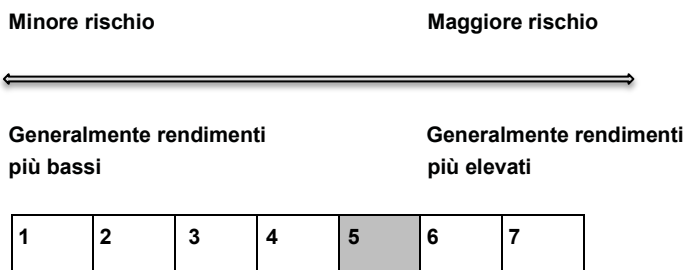 Minore rischio Maggiore rischio
Generalmente rendimenti Generalmente rendimenti
più bassi più elevati
1 2 3 4 5 6 7